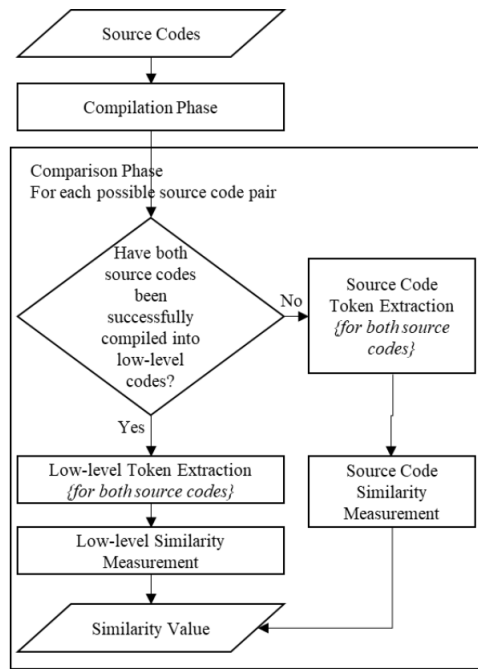 Source Codes
Compilation Phase
Comparison Phase
For each possible source code pair
Have both
source codes
been
successfully
compiled into
low-level
codes?
No
Source Code
Token Extraction
{for both source
codes}
Yes
Low-level Token Extraction
{for both source codes}
Source Code
Similarity
Measurement
Low-level Similarity
Measurement
Similarity Value